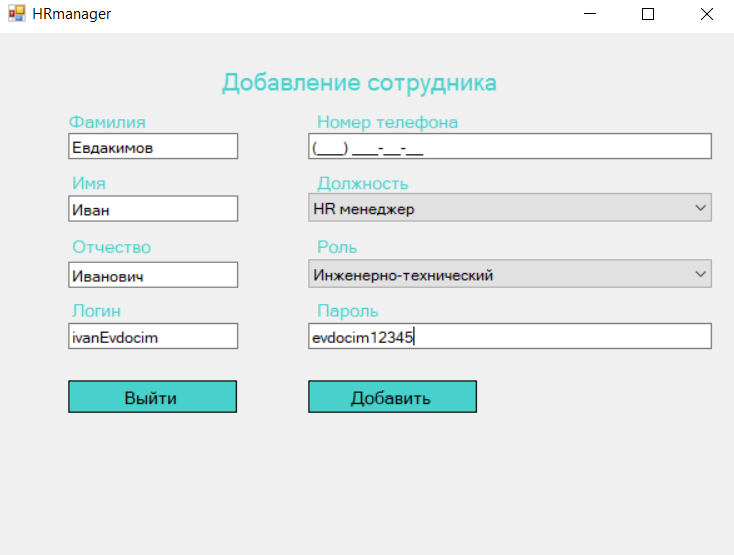 HRmanager
Добавление сотрудника
Фамилия Номер телефона
Евдакимов (___) ___-__-__
Имя Должность
Иван HR менеджер
Отчество Роль
Иванович Инженерно-технический
Логин Пароль
ivanEvdocim evdocim12345
Выйти Добавить